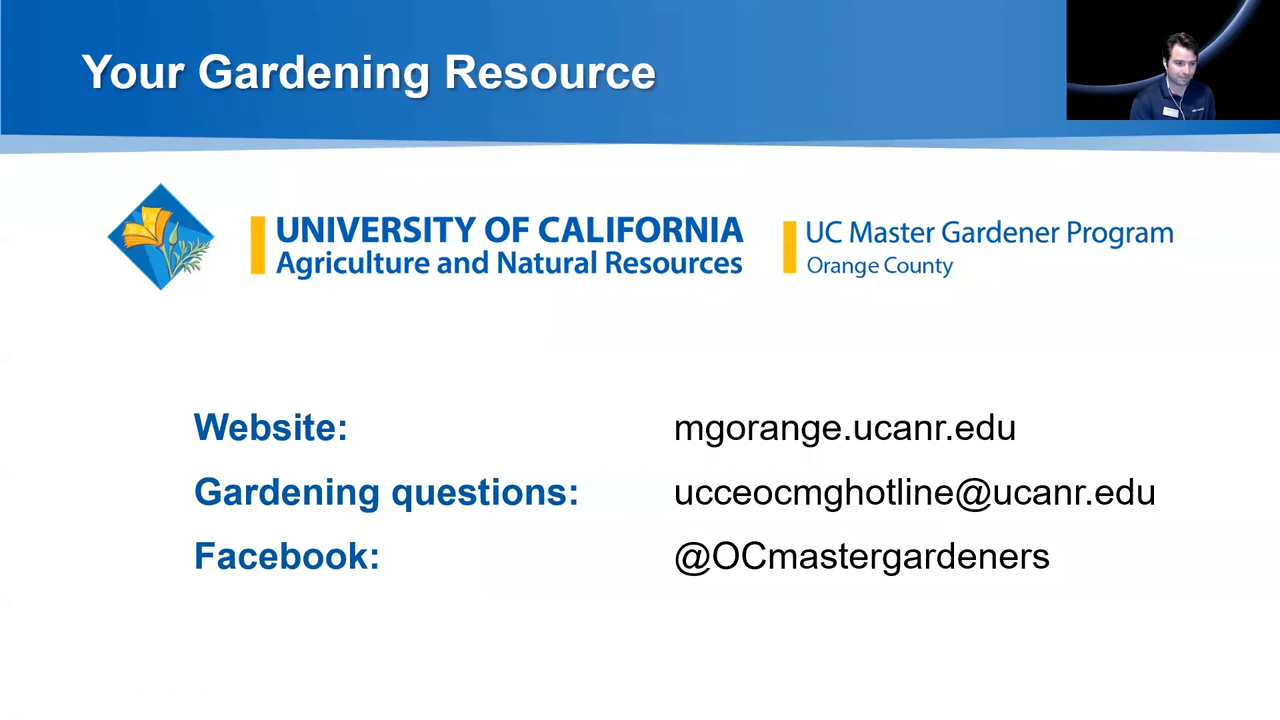 Your Gardening Resource
UNIVERSITY OF CALIFORNIA
Agriculture and Natural Resources
UC Master Gardener Program
Orange County
Website: mgorange.ucanr.edu
Gardening questions: ucceocmghotline@ucanr.edu
Facebook: @OCmastergardeners